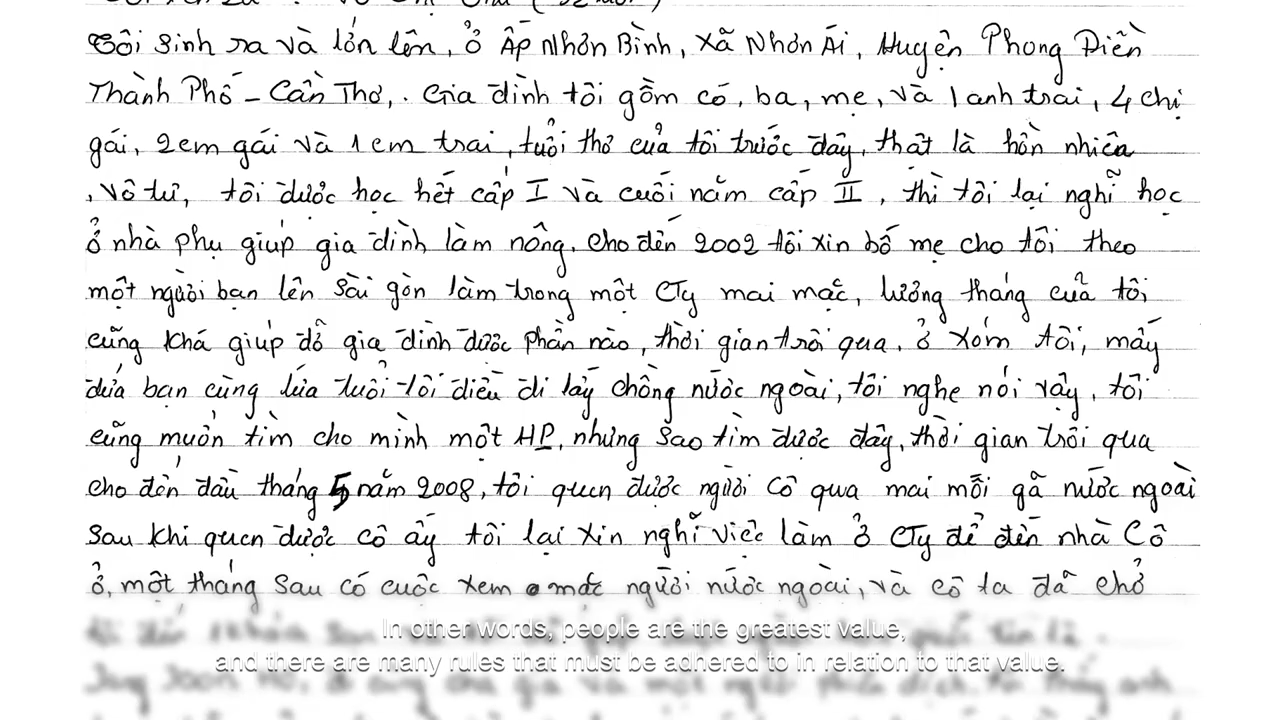 Tôi sinh ra và lớn lên, ở Ấp Nhơn Bình, Xã Nhơn Ái, Huyện Phong Điền
Thành Phố - Cần Thơ,. Gia đình tôi gồm có, ba, mẹ, và 1 anh trai, 4 chị
gái, 2 em gái và 1 em trai, tuổi thơ của tôi trước đây, thật là hồn nhiên
, vô tư, tôi được học hết cấp I và cuối năm cấp II, thì tôi lại nghĩ học
ở nhà phụ giúp gia đình làm nông, cho đến 2002 tôi xin bố mẹ cho tôi theo
một người bạn lên Sài gòn làm trong một CTy mai mặc, lương tháng của tôi
cũng khá giúp đỡ gia đình được phần nào, thời gian trôi qua, ở xóm tôi, mấy
đứa bạn cùng lứa tuổi tôi điều đi lấy chồng nước ngoài, tôi nghe nói vậy, tôi
cũng muốn tìm cho mình một HP, nhưng sao tìm được đây, thời gian trôi qua
cho đến đầu tháng 5 năm 2008, tôi quen được người cô qua mai mối gã nước ngoài
sau khi quen được cô ấy tôi lại xin nghĩ việc làm ở CTy để đến nhà Cô
ở, một tháng sau có cuộc xem mắc người nước ngoài, và cô ta đã chở
In other words, people are the greatest value,
and there are many rules that must be adhered to in relation to that value.